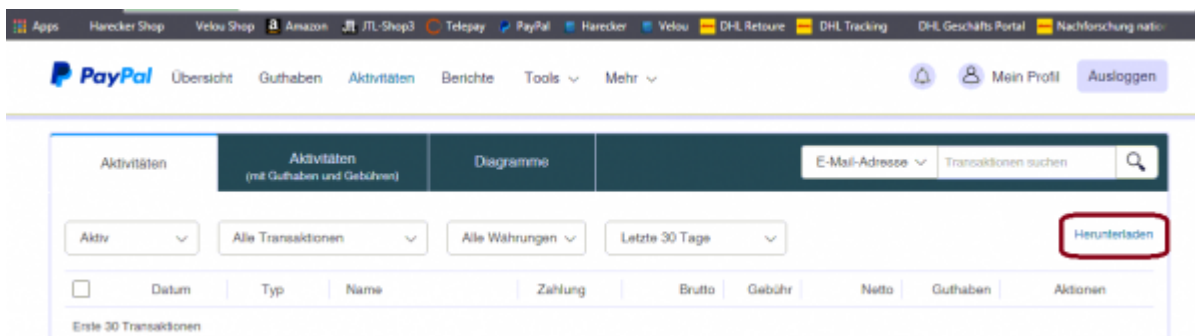 Apps Harecker Shop Velou Shop Amazon JTL-Shop3 Telepay PayPal Harecker Velou DHL Retoure DHL Tracking DHL Geschäfts Portal Nachforschung natio
PayPal Übersicht Guthaben Aktivitäten Berichte Tools Mehr Mein Profil Ausloggen
Aktivitäten Aktivitäten Diagramme E-Mail-Adresse Transaktionen suchen
(mit Guthaben und Gebühren)
Aktiv Alle Transaktionen Alle Währungen Letzte 30 Tage Herunterladen
Datum Typ Name Zahlung Brutto Gebühr Netto Guthaben Aktionen
Erste 30 Transaktionen